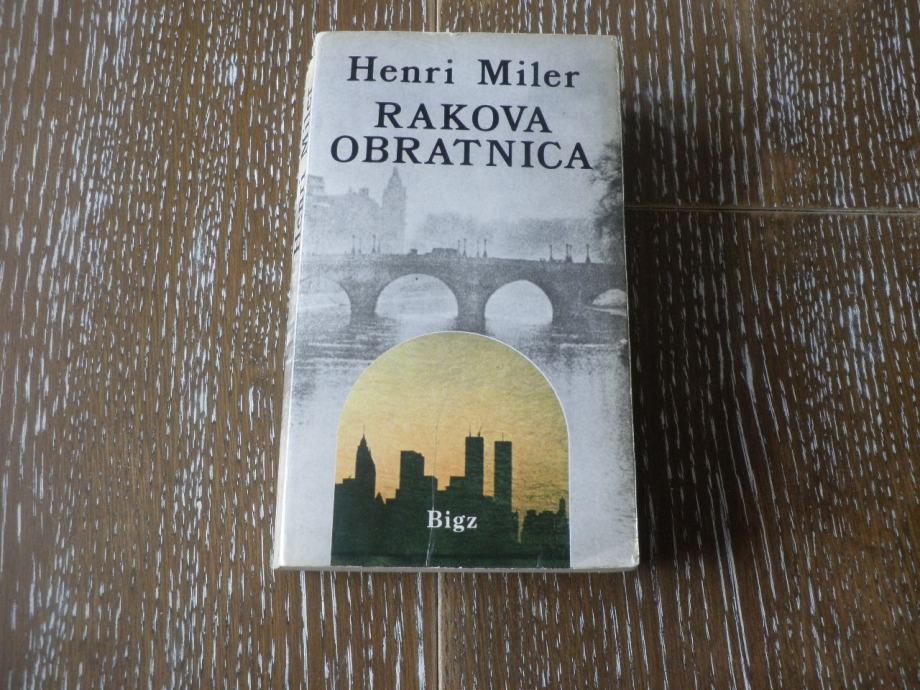 Henri Miler
RAKOVA
OBRATNICA
Bigz